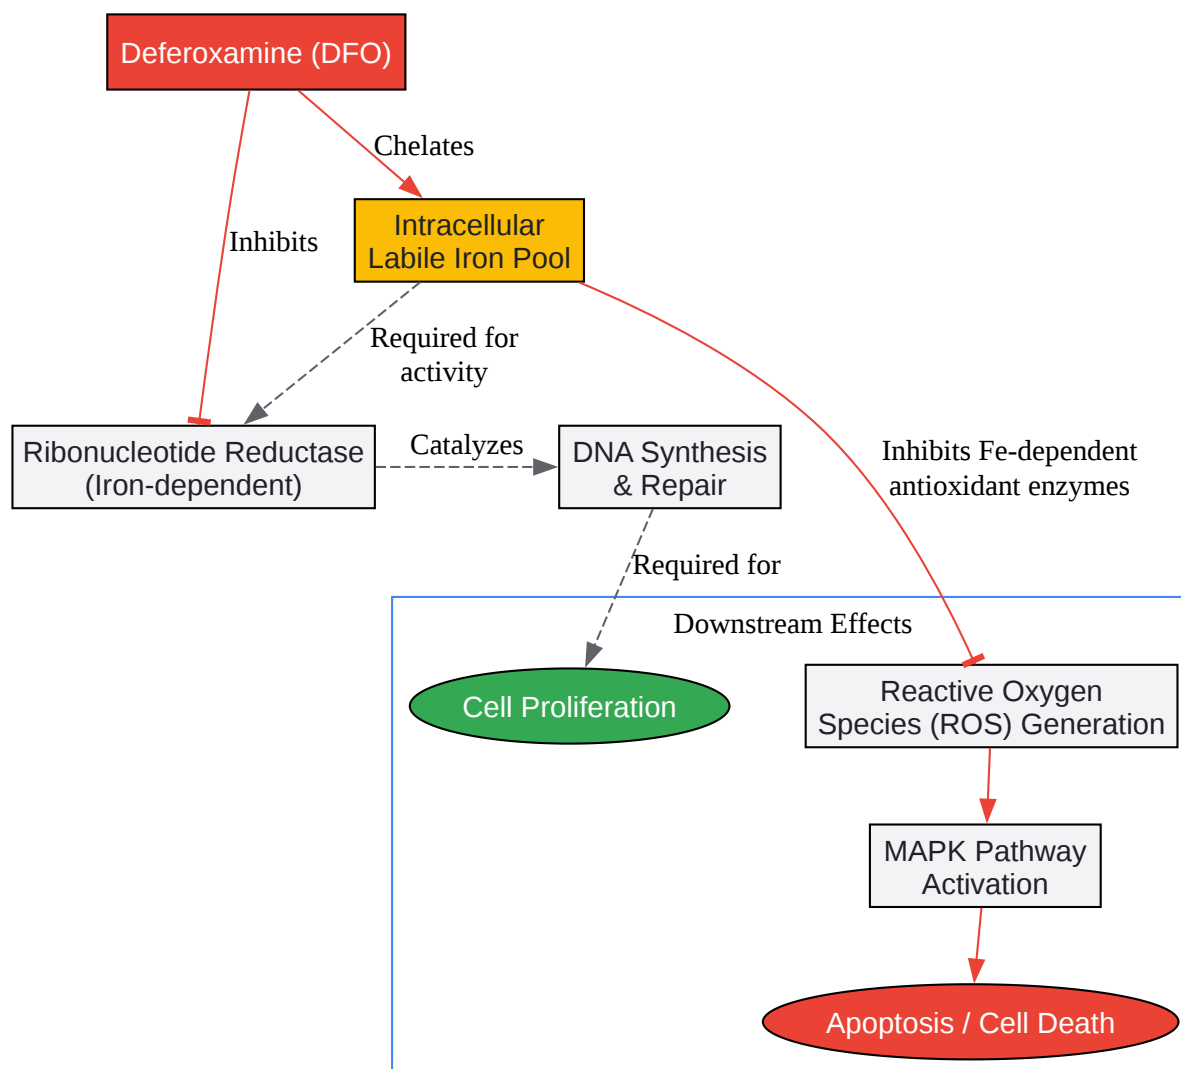 Deferoxamine (DFO)
Chelates
Intracellular
Labile Iron Pool
Inhibits
Required for
activity
Ribonucleotide Reductase
(Iron-dependent)
Catalyzes
DNA Synthesis
& Repair
Inhibits Fe-dependent
antioxidant enzymes
Required for
Downstream Effects
Cell Proliferation
Reactive Oxygen
Species (ROS) Generation
MAPK Pathway
Activation
Apoptosis / Cell Death